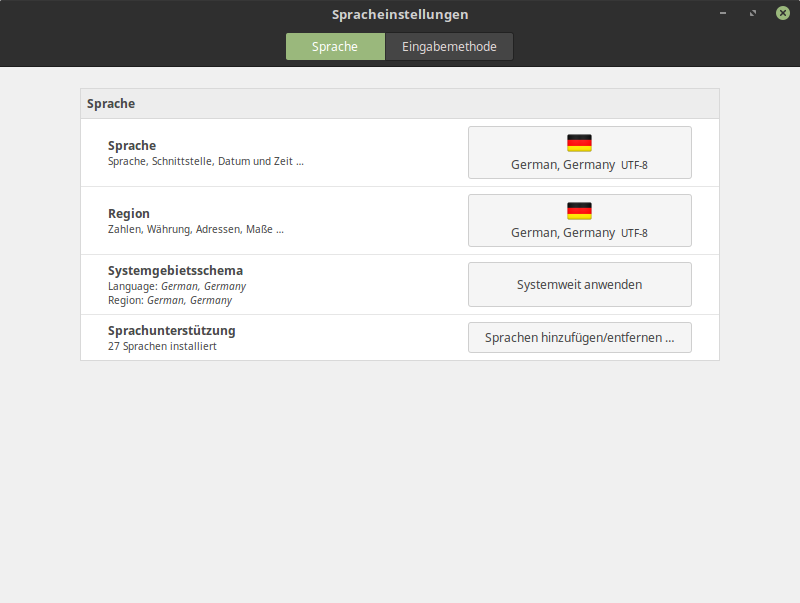 Spracheinstellungen
Sprache
Eingabemethode
Sprache
Sprache
Sprache, Schnittstelle, Datum und Zeit ...
German, Germany UTF-8
Region
Zahlen, Währung, Adressen, Maße ...
German, Germany UTF-8
Systemgebietsschema
Language: German, Germany
Region: German, Germany
Systemweit anwenden
Sprachunterstützung
27 Sprachen installiert
Sprachen hinzufügen/entfernen ...